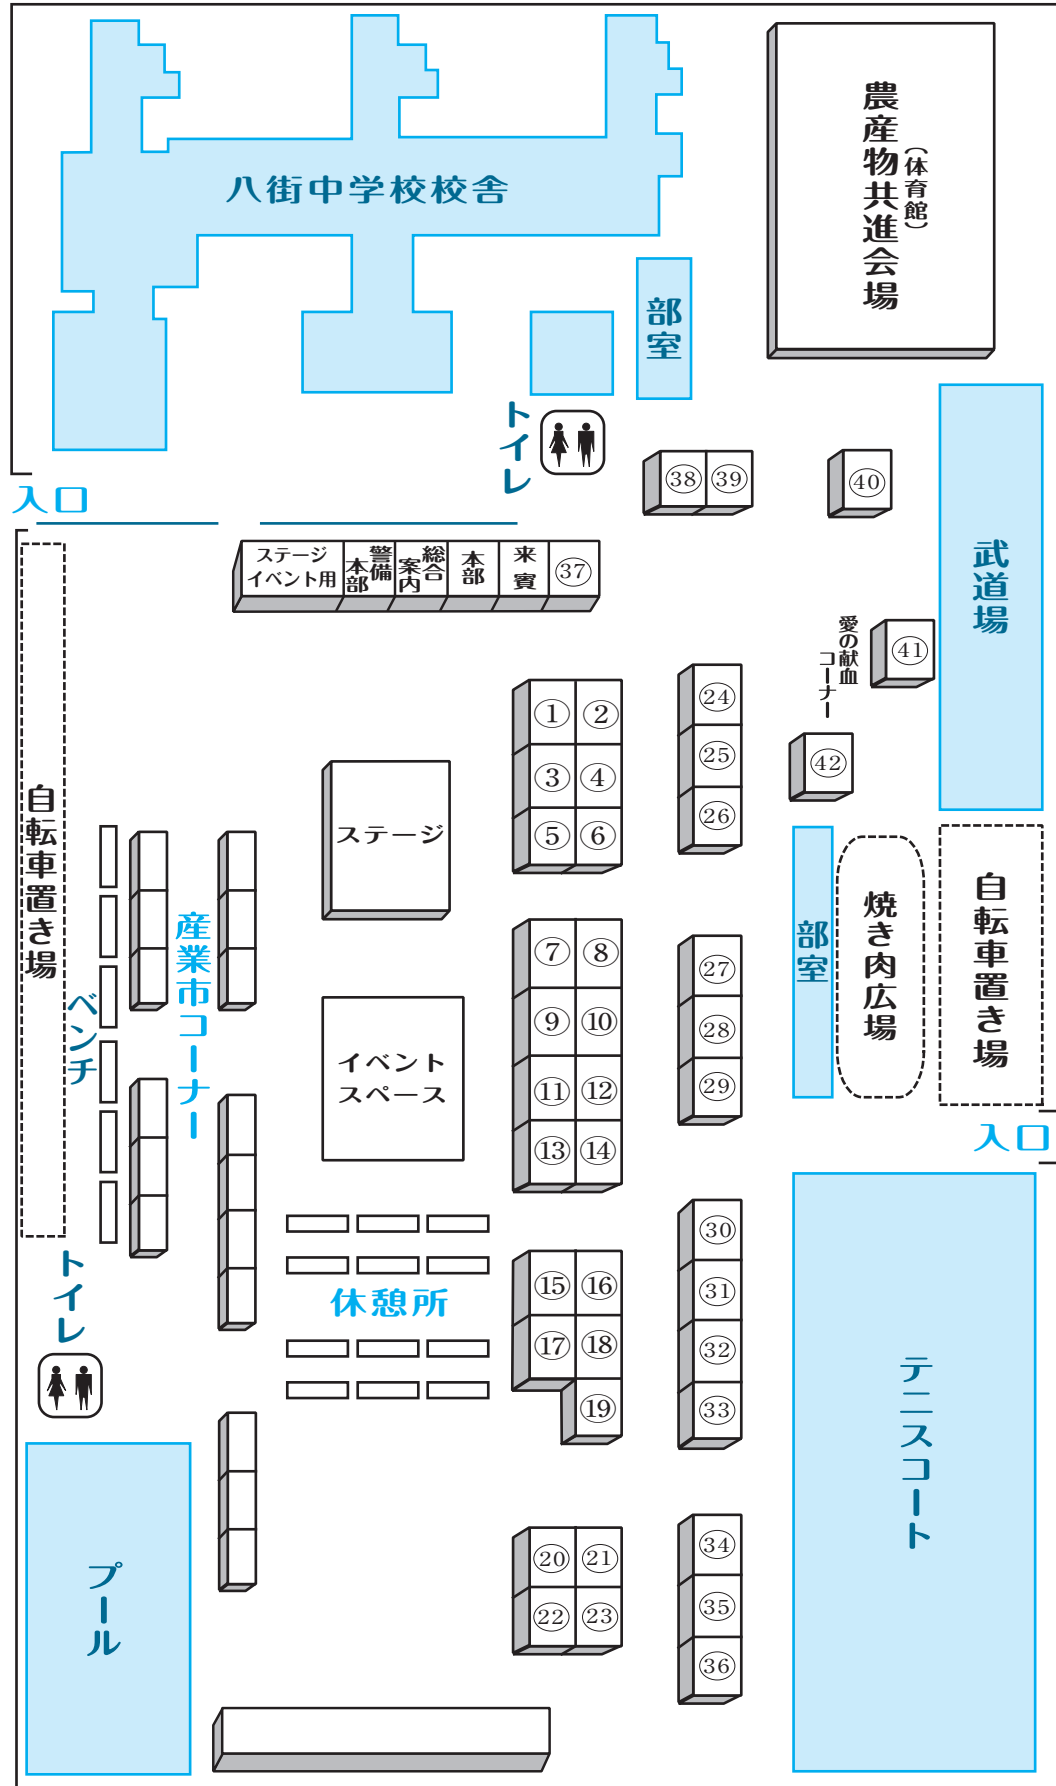 八街中学校校舎
農産物共進会場
(体育館)
部室
トイレ
入口
㊳
㊴
㊵
ステージ
イベント用
警備
本部
総合
案内
本部
来賓
㊲
武道場
愛の献血
コーナー
㊶
㊷
①
②
③
④
⑤
⑥
㉔
㉕
㉖
自転車置き場
ステージ
産業市コーナー
ベンチ
イベント
スペース
⑦
⑧
⑨
⑩
⑪
⑫
⑬
⑭
㉗
㉘
㉙
部室
焼き肉広場
自転車置き場
入口
トイレ
休憩所
⑮
⑯
⑰
⑱
⑲
㉚
㉛
㉜
㉝
テニスコート
プール
⑳
㉑
㉒
㉓
㉞
㉟
㊱